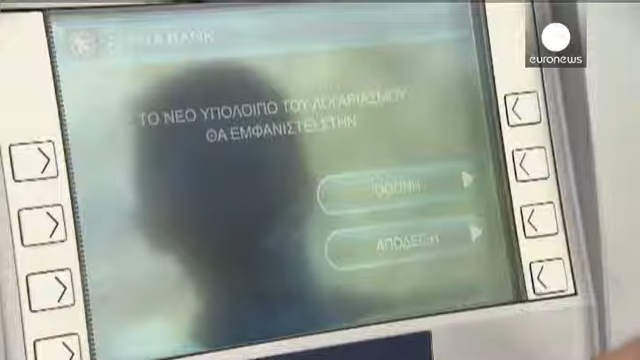 BANK
euronews
ΤΟ ΝΕΟ ΥΠΟΛΟΙΠΟ ΤΟΥ ΛΟΓΑΡΙΑΣΜΟΥ
ΘΑ ΕΜΦΑΝΙΣΤΕΙ ΣΤΗΝ
ΟΘΟΝΗ
ΑΠΟΔΕΙΞΗ